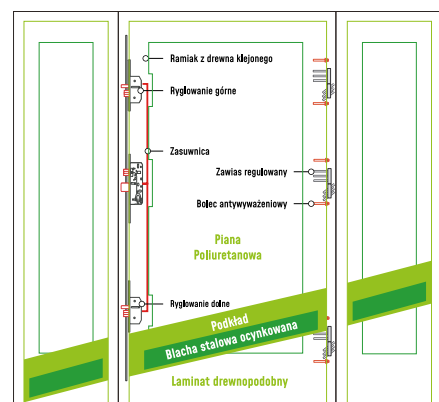 Ramiak z drewna klejonego
Ryglowanie górne
Zasuwnica
Zawias regulowany
Bolec antywyważeniowy
Piana
Poliuretanowa
Ryglowanie dolne
Podkład
Blacha stalowa ocynkowana
Laminat drewnopodobny